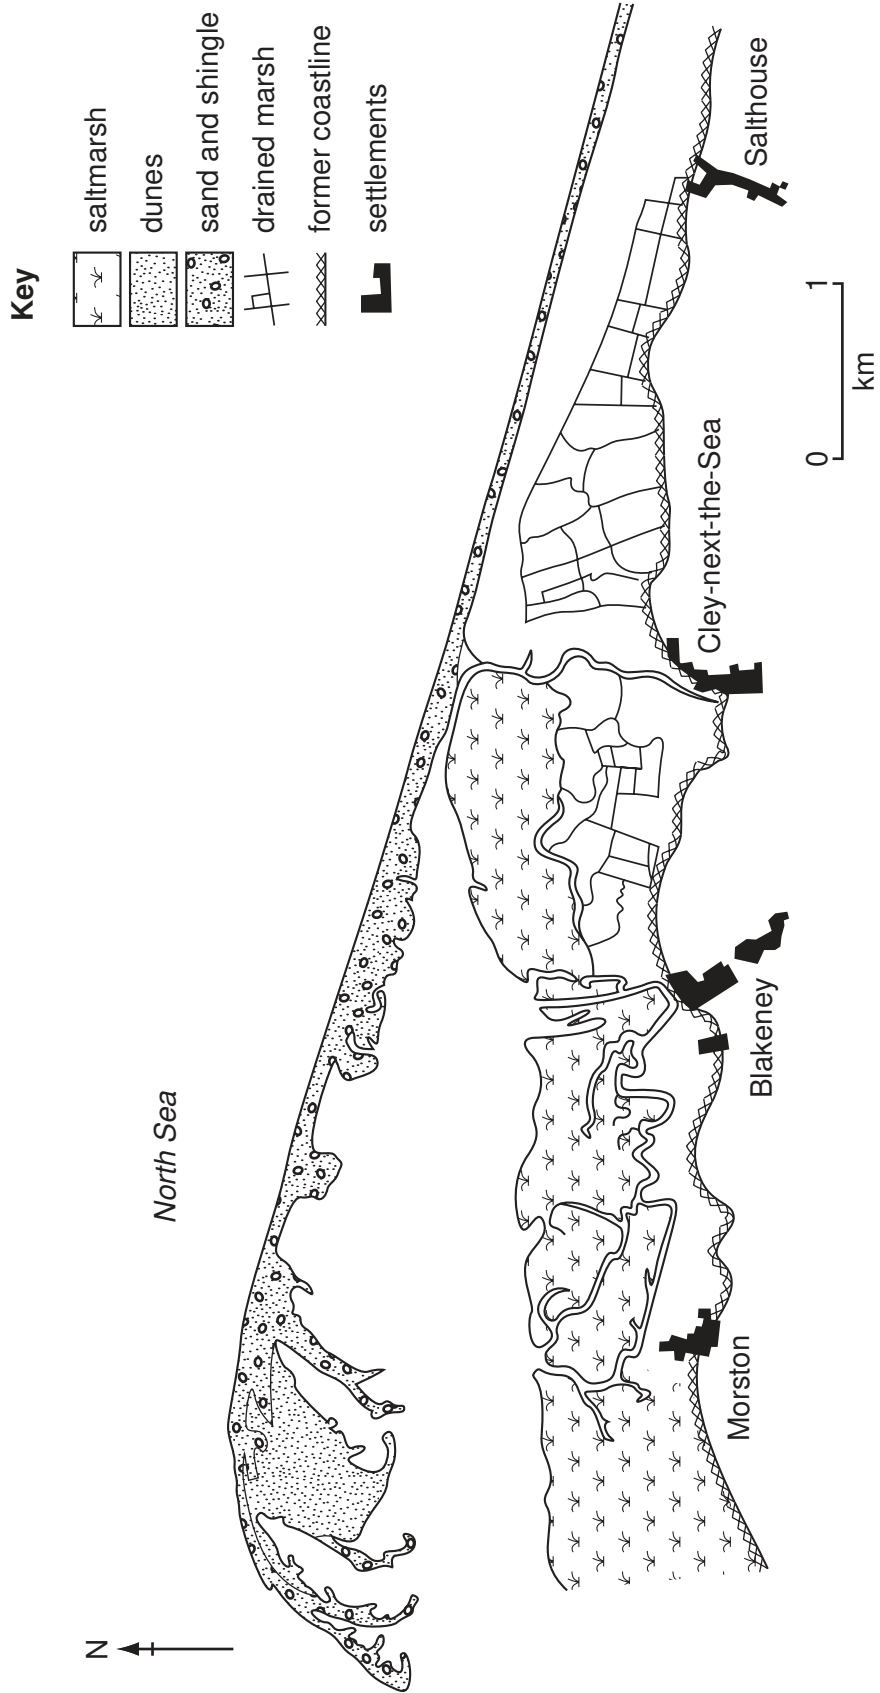 Key
saltmarsh
dunes
sand and shingle
drained marsh
former coastline
settlements
N
North Sea
Morston
Blakeney
Cley-next-the-Sea
Salthouse
0 1
km